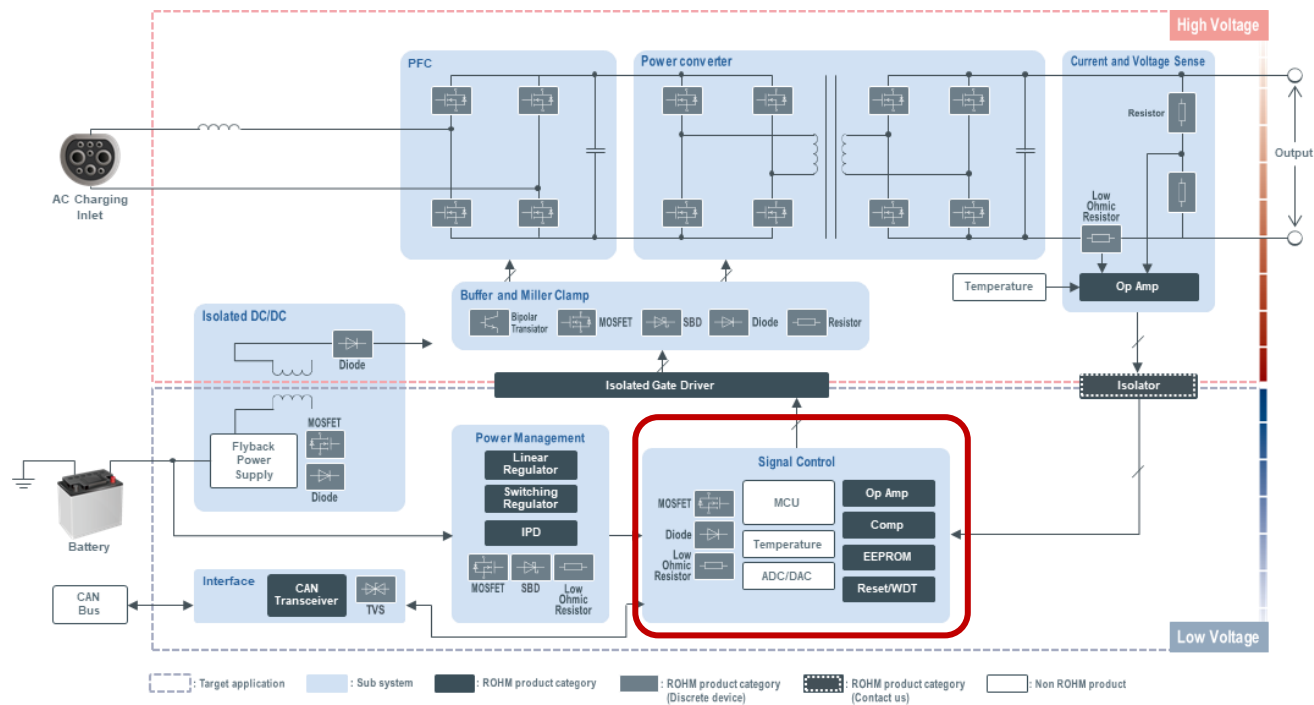 High Voltage
PFC
Power converter
Current and Voltage Sense
Resistor
Output
AC Charging
Inlet
Low
Ohmic
Resistor
Temperature
Op Amp
Buffer and Miller Clamp
Bipolar
Transiator
MOSFET
SBD
Diode
Resistor
Isolated DC/DC
Diode
Isolated Gate Driver
Isolator
MOSFET
Flyback
Power
Supply
Diode
Battery
Power Management
Linear
Regulator
Switching
Regulator
IPD
MOSFET
SBD
Low
Ohmic
Resistor
Signal Control
MOSFET
Diode
Low
Ohmic
Resistor
MCU
Temperature
ADC/DAC
Op Amp
Comp
EEPROM
Reset/WDT
CAN
Bus
Interface
CAN
Transceiver
TVS
Low Voltage
: Target application
: Sub system
: ROHM product category
: ROHM product category
(Discrete device)
: ROHM product category
(Contact us)
: Non ROHM product